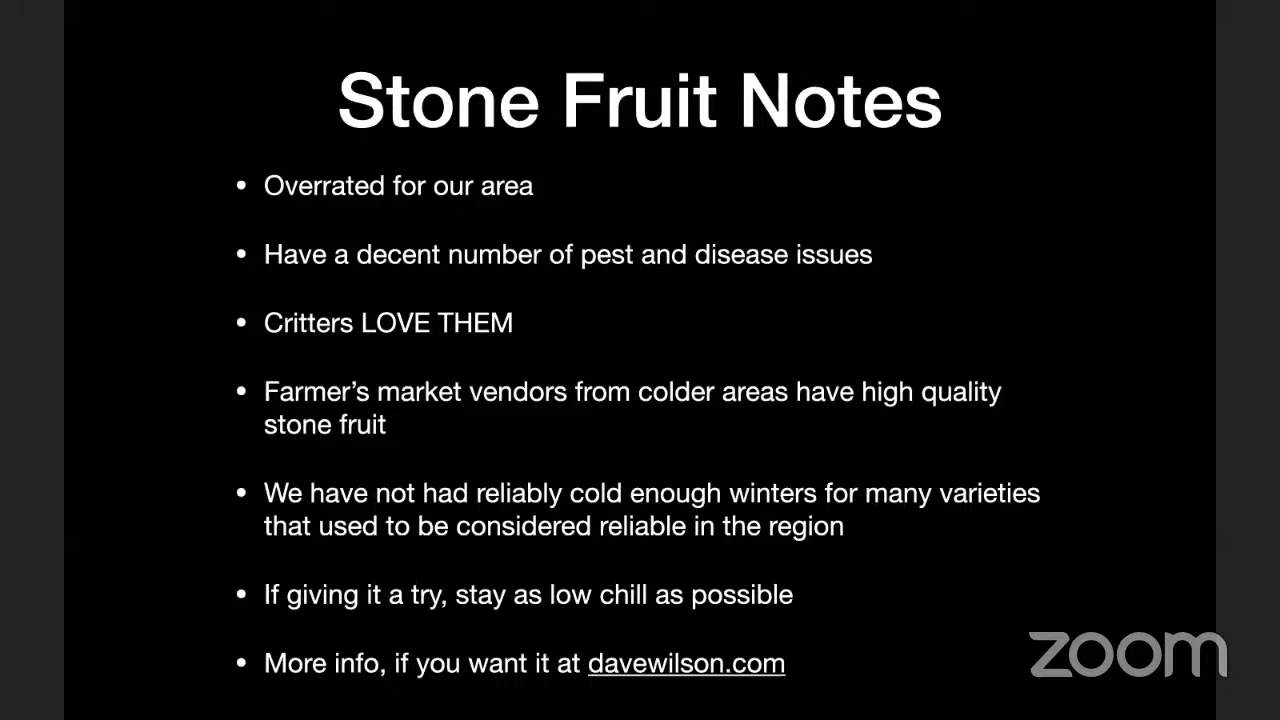 Stone Fruit Notes
• Overrated for our area
• Have a decent number of pest and disease issues
• Critters LOVE THEM
• Farmer’s market vendors from colder areas have high quality
stone fruit
• We have not had reliably cold enough winters for many varieties
that used to be considered reliable in the region
• If giving it a try, stay as low chill as possible
• More info, if you want it at davewilson.com
zoom